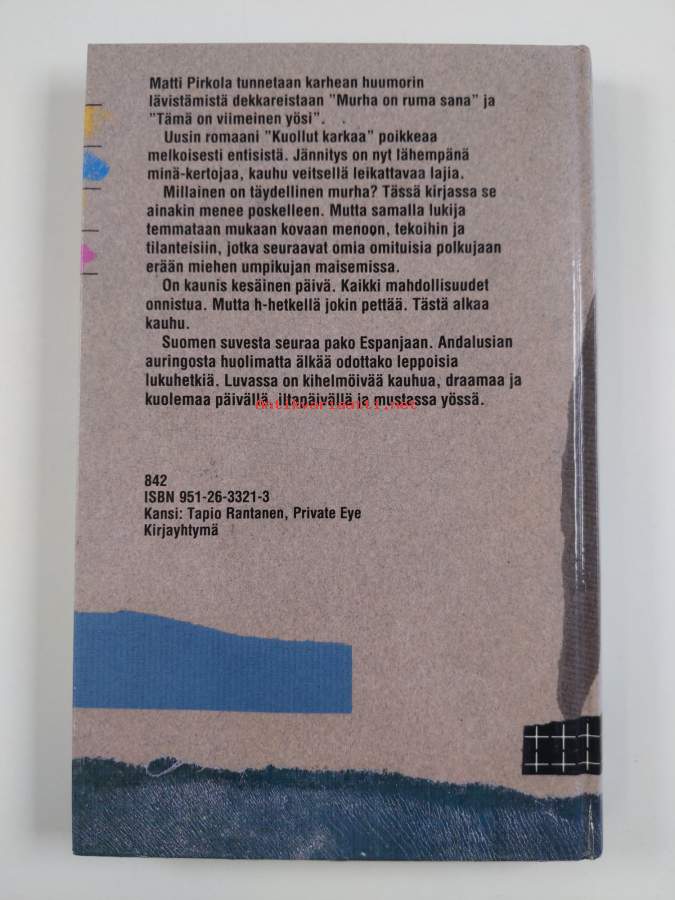 Matti Pirkola tunnetaan karhean huumorin
lävistämistä dekkareistaan "Murha on ruma sana" ja
"Tämä on viimeinen yösi".
Uusin romaani "Kuollut karkaa" poikkeaa
melkoisesti entisistä. Jännitys on nyt lähempänä
minä-kertojaa, kauhu veitsellä leikattavaa lajia.
Millainen on täydellinen murha? Tässä kirjassa se
ainakin menee poskelleen. Mutta samalla lukija
temmataan mukaan kovaan menoon, tekoihin ja
tilanteisiin, jotka seuraavat omia omituisia polkujaan
erään miehen umpikujan maisemissa.
On kaunis kesäinen päivä. Kaikki mahdollisuudet
onnistua. Mutta h-hetkellä jokin pettää. Tästä alkaa
kauhu.
Suomen suvesta seuraa pako Espanjaan. Andalusian
auringosta huolimatta älkää odottako leppoisia
lukuhetkiä. Luvassa on kihelmöivää kauhua, draamaa ja
kuolemaa päivällä, iltapäivällä ja mustassa yössä.
antikvariaatti.net
842
ISBN 951-26-3321-3
Kansi: Tapio Rantanen, Private Eye
Kirjayhtymä